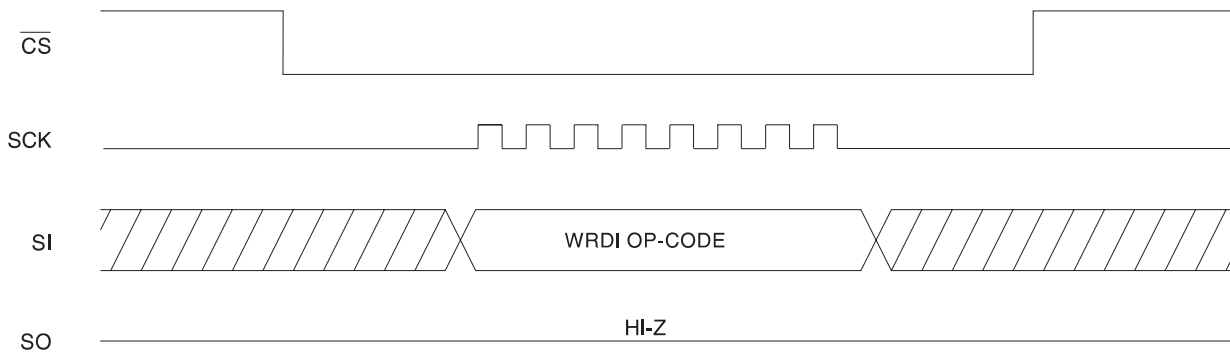 CS
SCK
SI
WRDI OP-CODE
HI-Z
SO